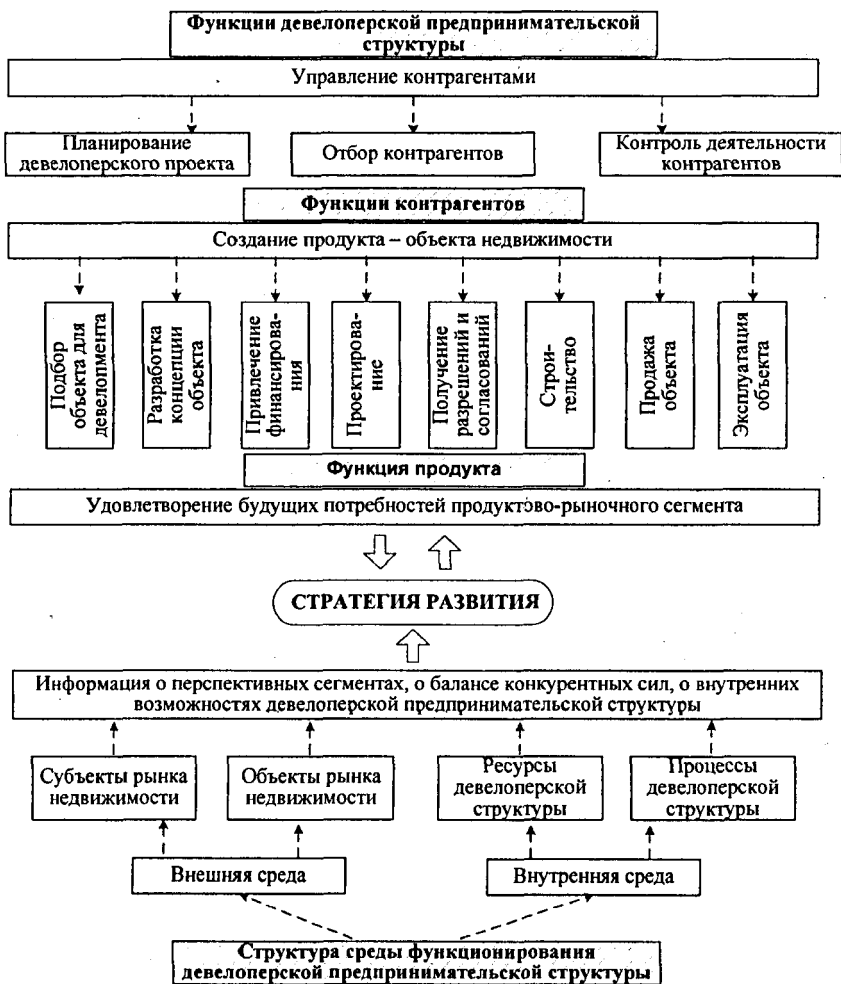 Функции девелоперской предпринимательской
структуры
Управление контрагентами
Планирование
девелоперского проекта
Отбор контрагентов
Контроль деятельности
контрагентов
Функции контрагентов
Создание продукта – объекта недвижимости
Подбор
объекта для
девелопмента
Разработка
концепции
объекта
Привлечение
финансирова-
ния
Проектирова-
ние
Получение
разрешений и
согласований
Строи-
тельство
Продажа
объекта
Эксплуатация
объекта
Функция продукта
Удовлетворение будущих потребностей продуктово-рыночного сегмента
СТРАТЕГИЯ РАЗВИТИЯ
Информация о перспективных сегментах, о балансе конкурентных сил, о внутренних
возможностях девелоперской предпринимательской структуры
Субъекты рынка
недвижимости
Объекты рынка
недвижимости
Ресурсы
девелоперской
структуры
Процессы
девелоперской
структуры
Внешняя среда
Внутренняя среда
Структура среды функционирования
девелоперской предпринимательской структуры